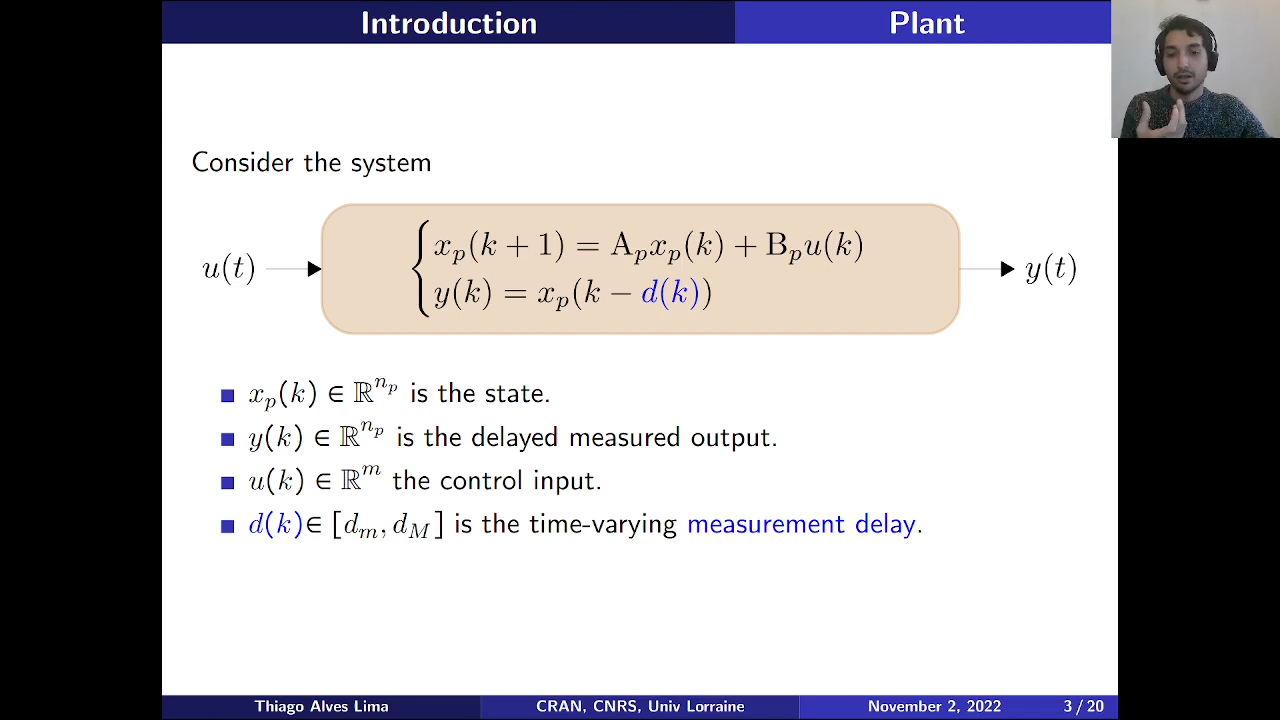 Introduction
Plant
Consider the system
u(t)
x_p(k + 1) = A_p x_p(k) + B_p u(k)
y(k) = x_p(k − d(k))
y(t)
x_p(k) ∈ ℝ^{n_p} is the state.
y(k) ∈ ℝ^{n_p} is the delayed measured output.
u(k) ∈ ℝ^m the control input.
d(k)∈ [d_m, d_M] is the time-varying measurement delay.
Thiago Alves Lima
CRAN, CNRS, Univ Lorraine
November 2, 2022
3 / 20